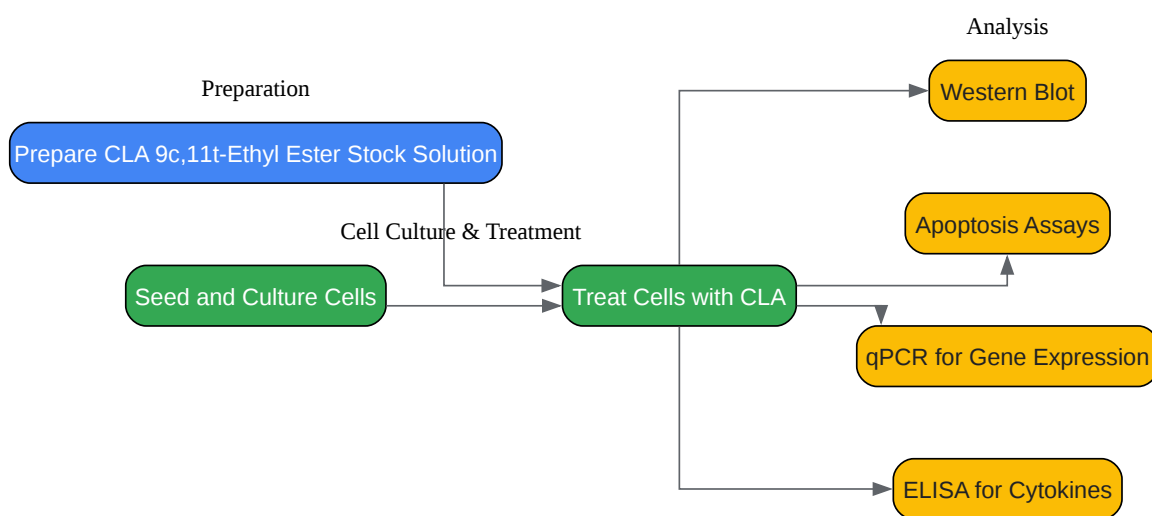 Preparation
Prepare CLA 9c,11t-Ethyl Ester Stock Solution
Cell Culture & Treatment
Seed and Culture Cells
Treat Cells with CLA
Analysis
Western Blot
Apoptosis Assays
qPCR for Gene Expression
ELISA for Cytokines